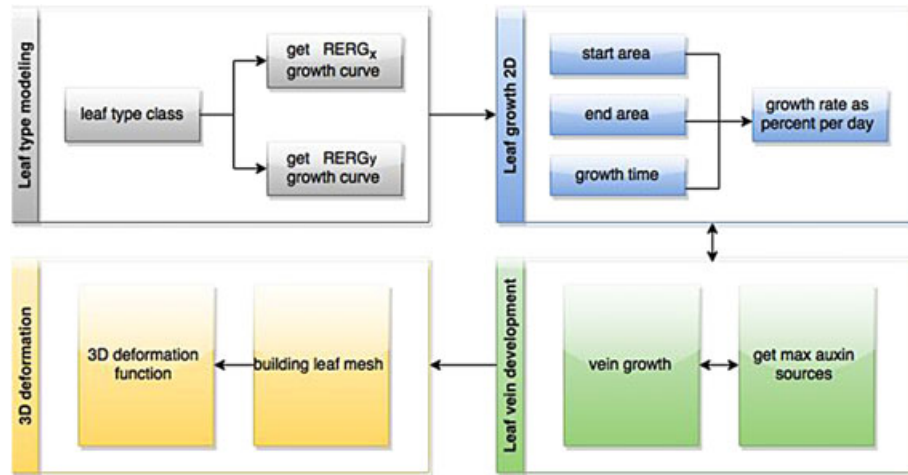 Leaf type modeling
leaf type class
get RERGx
growth curve
get RERGy
growth curve
Leaf growth 2D
start area
end area
growth time
growth rate as
percent per day
3D deformation
3D deformation
function
building leaf mesh
Leaf vein development
vein growth
get max auxin
sources